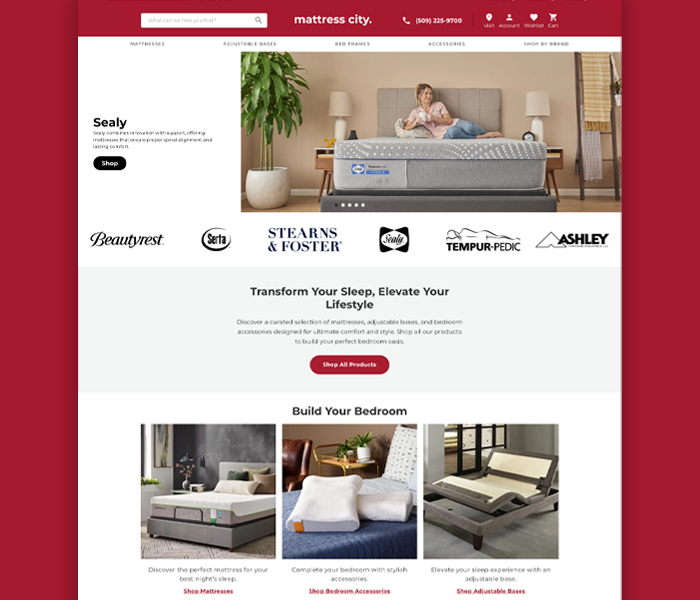 What can we help you find?
mattress city.
(509) 225-9700
Visit
Account
Wishlist
Cart
MATTRESSES
ADJUSTABLE BASES
BED FRAMES
ACCESSORIES
SHOP BY BRAND
Sealy
Sealy combines innovation with support, offering
mattresses that ensure proper spinal alignment and
lasting comfort.
Shop
Beautyrest
Serta
STEARNS
& FOSTER
Sealy
TEMPUR-PEDIC
ASHLEY
Transform Your Sleep, Elevate Your
Lifestyle
Discover a curated selection of mattresses, adjustable bases, and bedroom
accessories designed for ultimate comfort and style. Shop all our products
to build your perfect bedroom oasis.
Shop All Products
Build Your Bedroom
Discover the perfect mattress for your
best night's sleep.
Shop Mattresses
Complete your bedroom with stylish
accessories.
Shop Bedroom Accessories
Elevate your sleep experience with an
adjustable base.
Shop Adjustable Bases